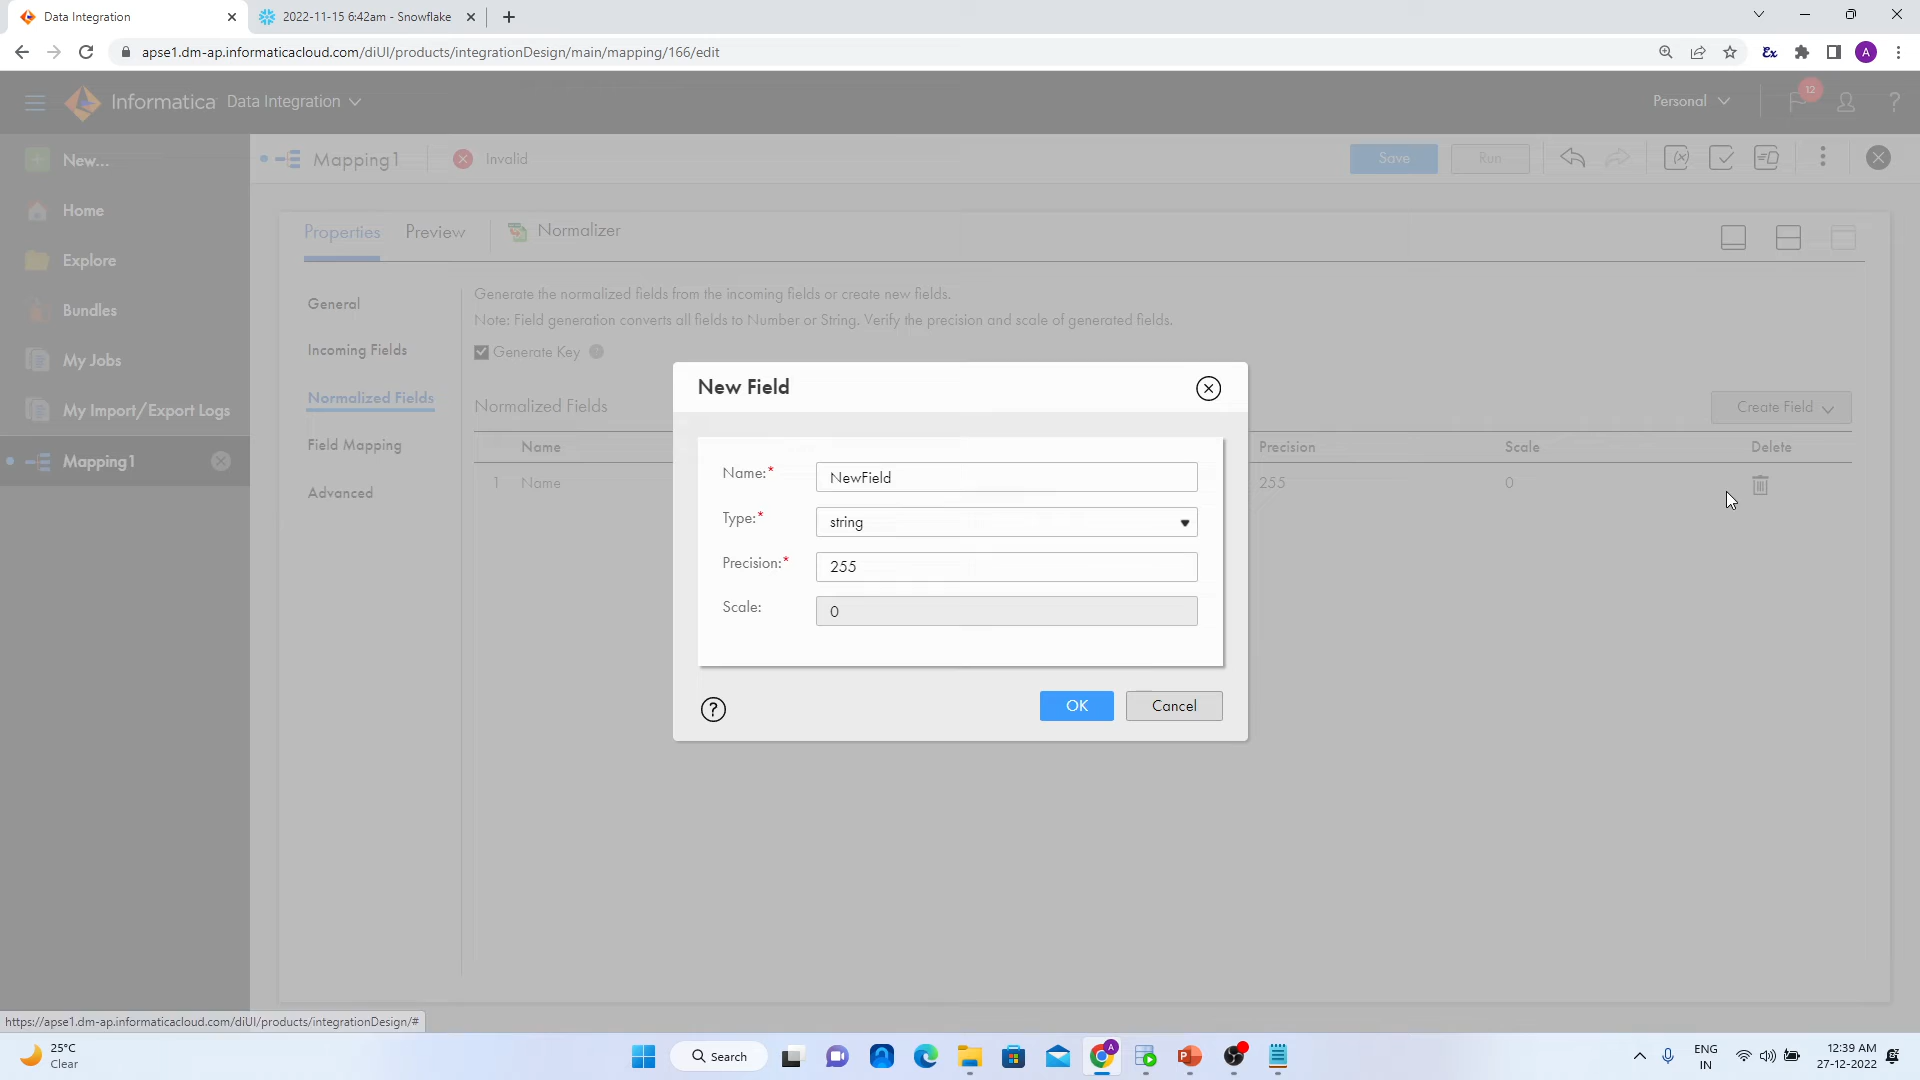 Data Integration
2022-11-15 6:42am - Snowflake
apse1.dm-ap.informaticacloud.com/diUI/products/integrationDesign/main/mapping/166/edit
Ex
A
Informatica Data Integration
Personal
12
?
New...
Mapping1
Invalid
Save
Run
Home
Explore
Bundles
My Jobs
My Import/Export Logs
Mapping1
Properties
Preview
Normalizer
General
Incoming Fields
Normalized Fields
Field Mapping
Advanced
Generate the normalized fields from the incoming fields or create new fields.
Note: Field generation converts all fields to Number or String. Verify the precision and scale of generated fields.
Generate Key
Normalized Fields
Create Field
Name
Precision
Scale
Delete
1 Name
255
0
New Field
Name:*
NewField
Type:*
string
Precision:*
255
Scale:
0
?
OK
Cancel
https://apse1.dm-ap.informaticacloud.com/diUI/products/integrationDesign/#
25°C
Clear
Search
A
ENG
IN
12:39 AM
27-12-2022